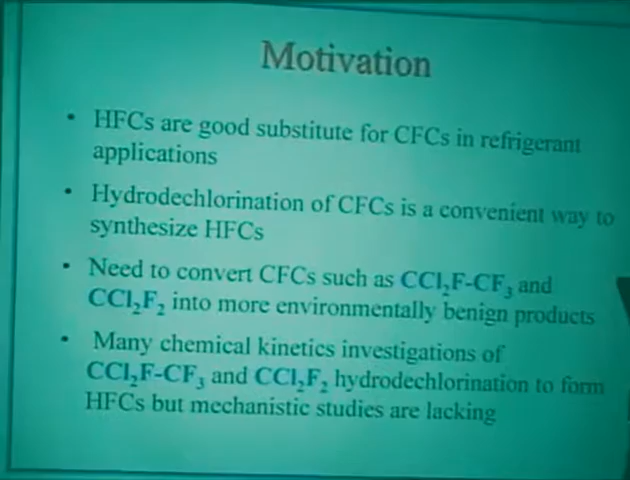 Motivation
• HFCs are good substitute for CFCs in refrigerant
applications
• Hydrodechlorination of CFCs is a convenient way to
synthesize HFCs
• Need to convert CFCs such as CCl₂F-CF₃ and
CCl₂F₂ into more environmentally benign products
• Many chemical kinetics investigations of
CCl₂F-CF₃ and CCl₂F₂ hydrodechlorination to form
HFCs but mechanistic studies are lacking